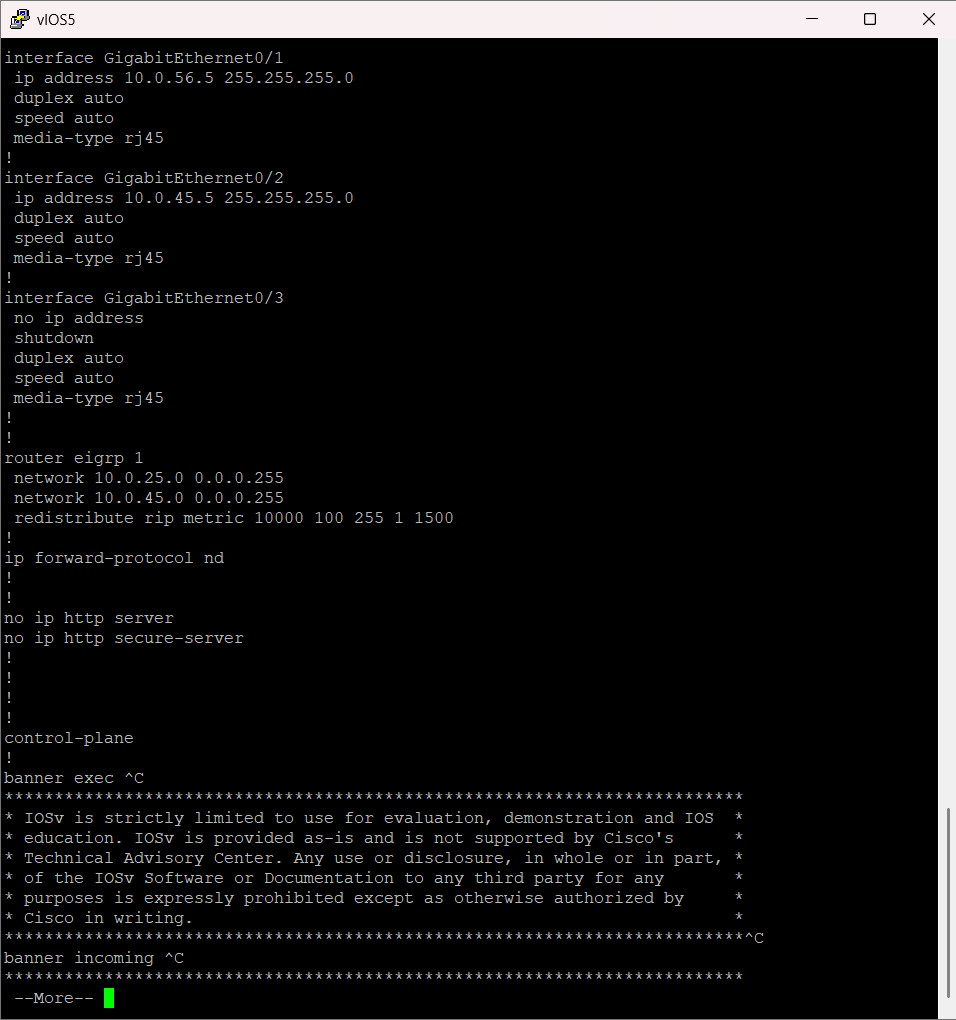 vIOS5
interface GigabitEthernet0/1
 ip address 10.0.56.5 255.255.255.0
 duplex auto
 speed auto
 media-type rj45
!
interface GigabitEthernet0/2
 ip address 10.0.45.5 255.255.255.0
 duplex auto
 speed auto
 media-type rj45
!
interface GigabitEthernet0/3
 no ip address
 shutdown
 duplex auto
 speed auto
 media-type rj45
!
!
router eigrp 1
 network 10.0.25.0 0.0.0.255
 network 10.0.45.0 0.0.0.255
 redistribute rip metric 10000 100 255 1 1500
!
ip forward-protocol nd
!
!
no ip http server
no ip http secure-server
!
!
!
!
control-plane
!
banner exec ^C
**************************************************************************
* IOSv is strictly limited to use for evaluation, demonstration and IOS  *
* education. IOSv is provided as-is and is not supported by Cisco's      *
* Technical Advisory Center. Any use or disclosure, in whole or in part, *
* of the IOSv Software or Documentation to any third party for any       *
* purposes is expressly prohibited except as otherwise authorized by     *
* Cisco in writing.                                                      *
**************************************************************************^C
banner incoming ^C
**************************************************************************
 --More--